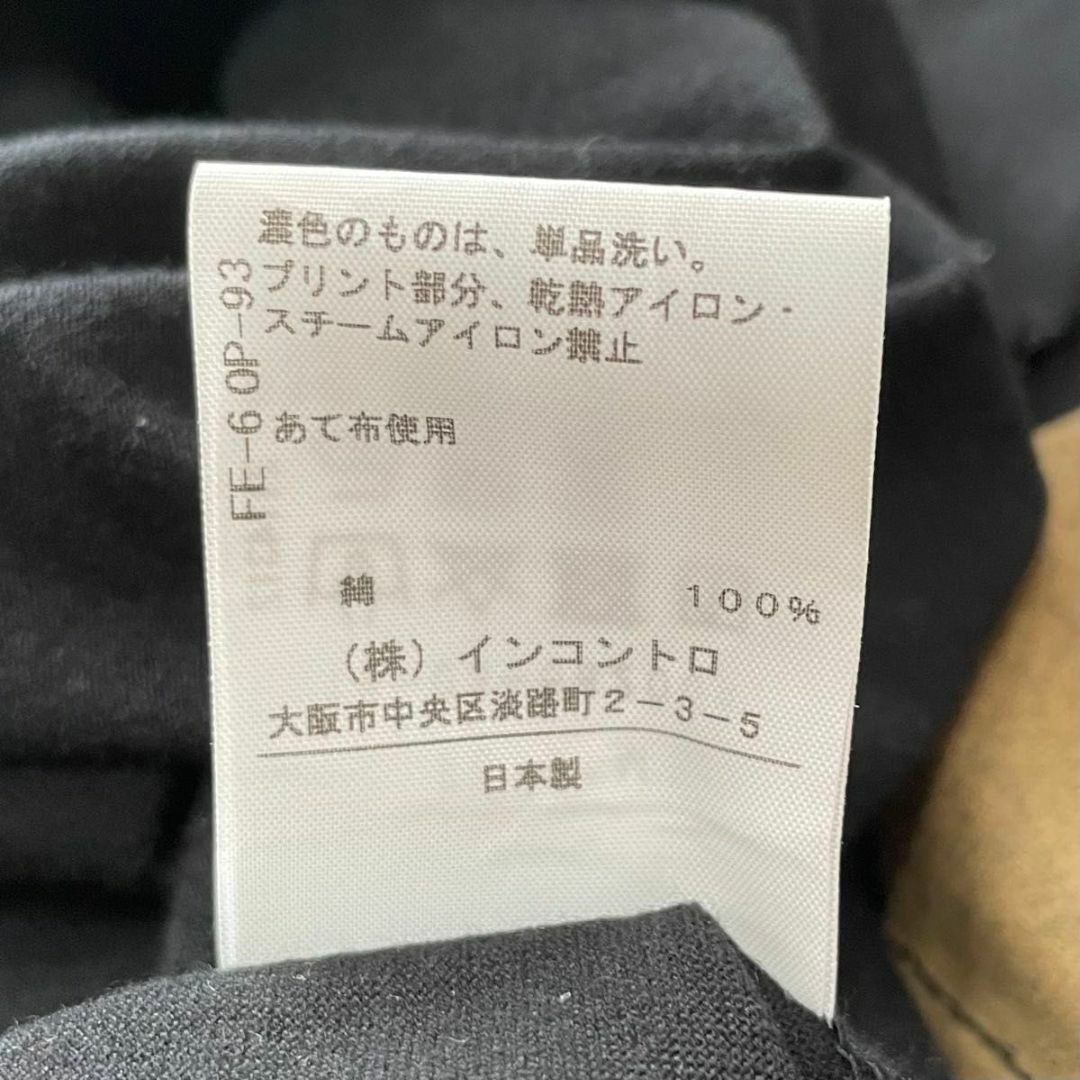 濃色のものは、単品洗い。
プリント部分、乾熱アイロン・
スチームアイロン禁止
あて布使用
FE-6 OP-93
綿 100%
(株)インコントロ
大阪市中央区淡路町2-3-5
日本製